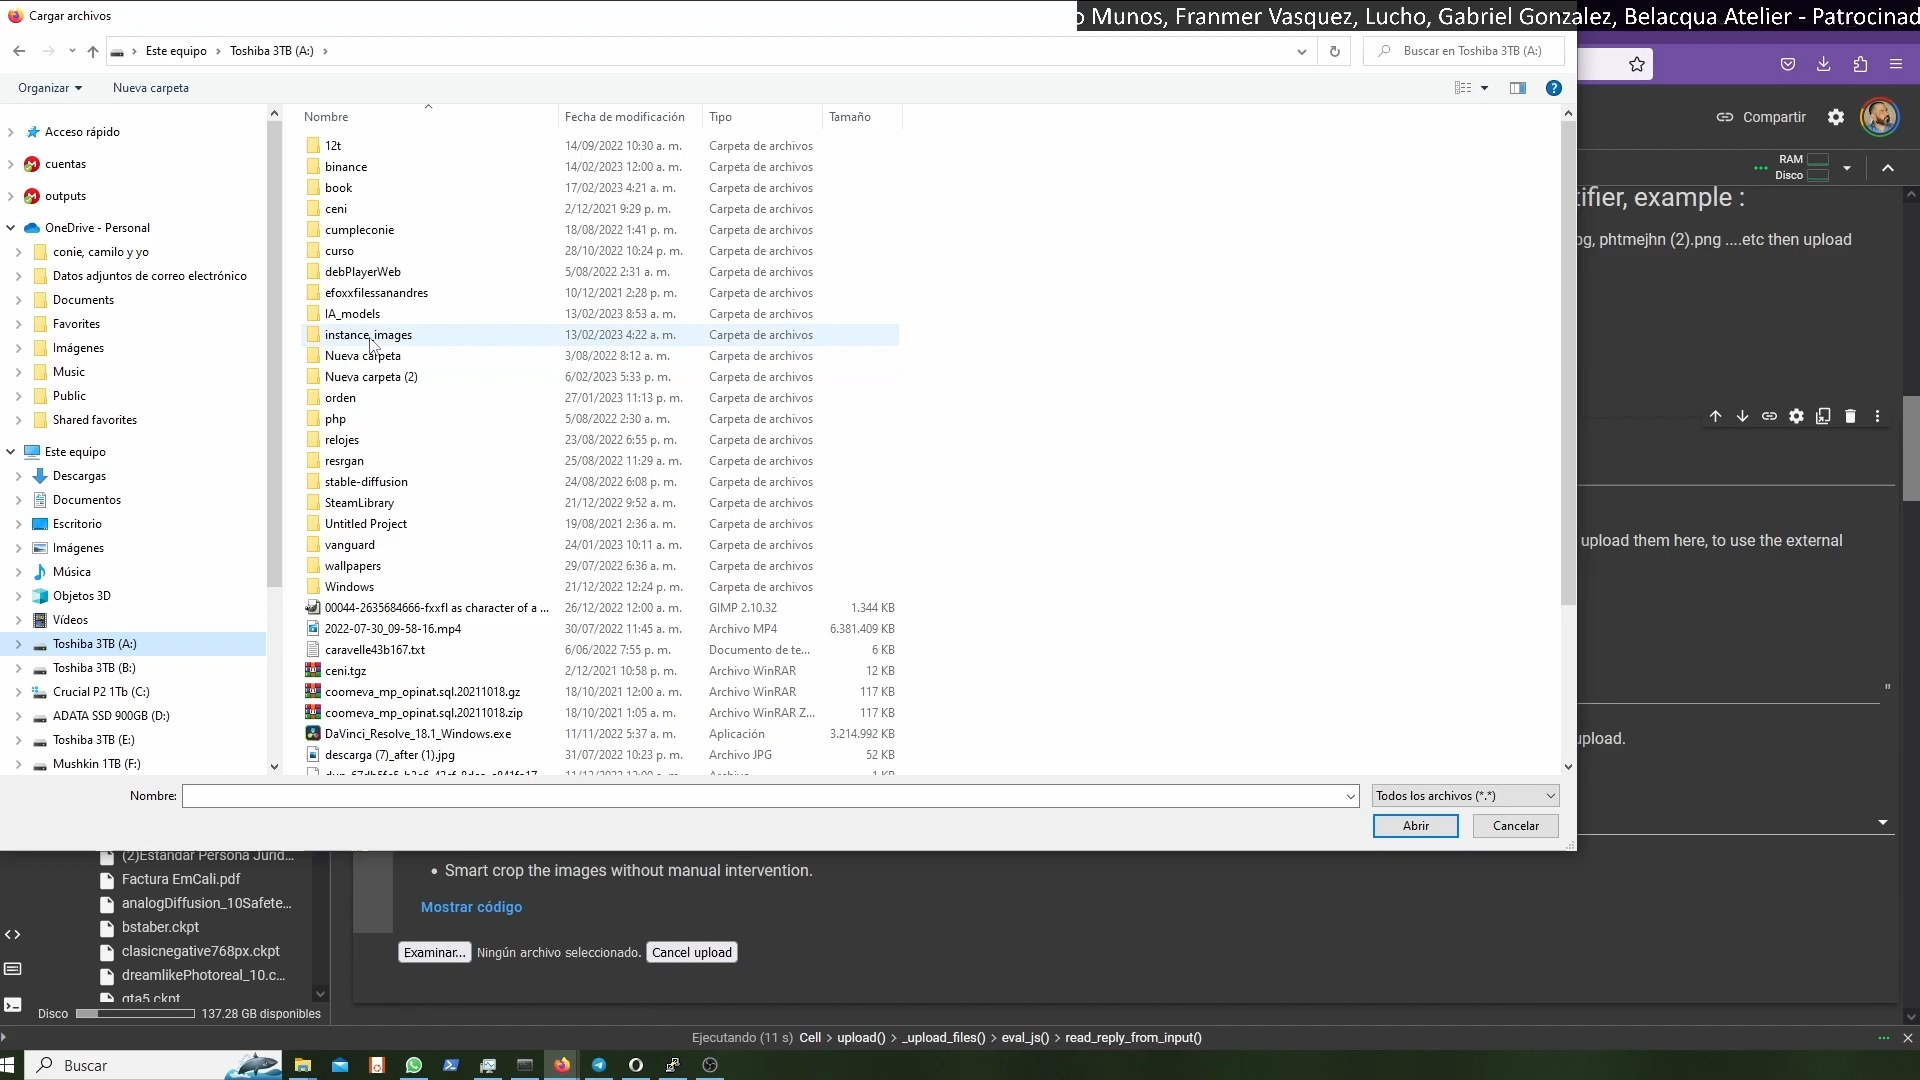 Cargar archivos
o Munos, Franmer Vasquez, Lucho, Gabriel Gonzalez, Belacqua Atelier - Patrocinad
Este equipo > Toshiba 3TB (A:) >
Buscar en Toshiba 3TB (A:)
Organizar
Nueva carpeta
Nombre Fecha de modificación Tipo Tamaño
Acceso rápido
cuentas
outputs
OneDrive - Personal
conie, camilo y yo
Datos adjuntos de correo electrónico
Documents
Favorites
Imágenes
Music
Public
Shared favorites
Este equipo
Descargas
Documentos
Escritorio
Imágenes
Música
Objetos 3D
Vídeos
Toshiba 3TB (A:)
Toshiba 3TB (B:)
Crucial P2 1Tb (C:)
ADATA SSD 900GB (D:)
Toshiba 3TB (E:)
Mushkin 1TB (F:)
12t 14/09/2022 10:30 a. m. Carpeta de archivos
binance 14/02/2023 12:00 a. m. Carpeta de archivos
book 17/02/2023 4:21 a. m. Carpeta de archivos
ceni 2/12/2021 9:29 p. m. Carpeta de archivos
cumpleconie 18/08/2022 1:41 p. m. Carpeta de archivos
curso 28/10/2022 10:24 p. m. Carpeta de archivos
debPlayerWeb 5/08/2022 2:31 a. m. Carpeta de archivos
efoxxfilessanandres 10/12/2021 2:28 p. m. Carpeta de archivos
IA_models 13/02/2023 8:53 a. m. Carpeta de archivos
instance_images 13/02/2023 4:22 a. m. Carpeta de archivos
Nueva carpeta 3/08/2022 8:12 a. m. Carpeta de archivos
Nueva carpeta (2) 6/02/2023 5:33 p. m. Carpeta de archivos
orden 27/01/2023 11:13 p. m. Carpeta de archivos
php 5/08/2022 2:30 a. m. Carpeta de archivos
relojes 23/08/2022 6:55 p. m. Carpeta de archivos
resrgan 25/08/2022 11:29 a. m. Carpeta de archivos
stable-diffusion 24/08/2022 6:08 p. m. Carpeta de archivos
SteamLibrary 21/12/2022 9:52 a. m. Carpeta de archivos
Untitled Project 19/08/2021 2:36 a. m. Carpeta de archivos
vanguard 24/01/2023 10:11 a. m. Carpeta de archivos
wallpapers 29/07/2022 6:36 a. m. Carpeta de archivos
Windows 21/12/2022 12:24 p. m. Carpeta de archivos
00044-2635684666-fxxfl as character of a ... 26/12/2022 12:00 a. m. GIMP 2.10.32 1.344 KB
2022-07-30_09-58-16.mp4 30/07/2022 11:45 a. m. Archivo MP4 6.381.409 KB
caravelle43b167.txt 6/06/2022 7:55 p. m. Documento de te... 6 KB
ceni.tgz 2/12/2021 10:58 p. m. Archivo WinRAR 12 KB
coomeva_mp_opinat.sql.20211018.gz 18/10/2021 12:00 a. m. Archivo WinRAR 117 KB
coomeva_mp_opinat.sql.20211018.zip 18/10/2021 1:05 a. m. Archivo WinRAR Z... 117 KB
DaVinci_Resolve_18.1_Windows.exe 11/11/2022 5:37 a. m. Aplicación 3.214.992 KB
descarga (7)_after (1).jpg 31/07/2022 10:23 p. m. Archivo JPG 52 KB
Nombre:
Todos los archivos (*.*)
Abrir
Cancelar
Compartir
RAM
Disco
tifier, example :
og, phtmejhn (2).png ....etc then upload
upload them here, to use the external
"
upload.
(2)Estandar Persona Juríd...
Factura EmCali.pdf
analogDiffusion_10Safete...
bstaber.ckpt
clasicnegative768px.ckpt
dreamlikePhotoreal_10.c...
gta5.ckpt
Disco 137.28 GB disponibles
Smart crop the images without manual intervention.
Mostrar código
Examinar... Ningún archivo seleccionado. Cancel upload
Ejecutando (11 s) Cell > upload() > _upload_files() > eval_js() > read_reply_from_input()
Buscar